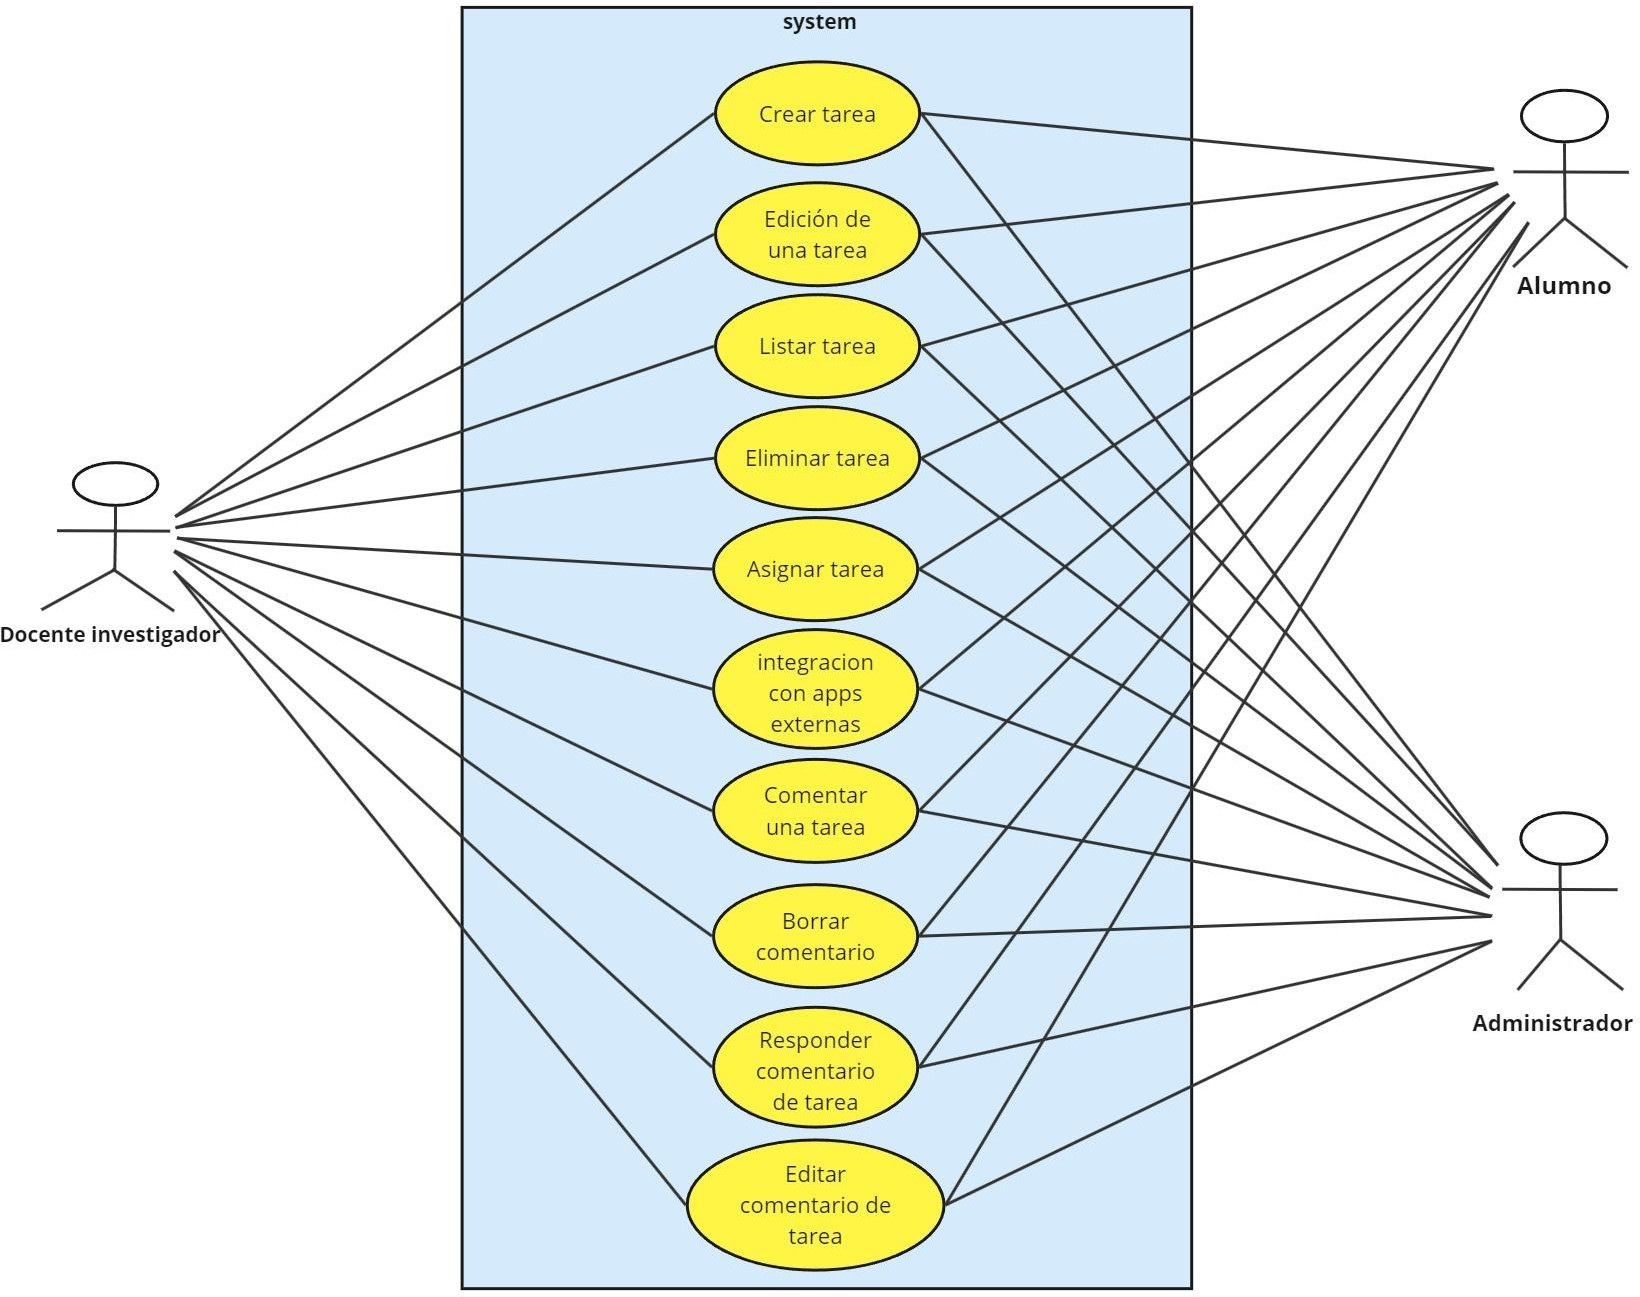 system
Crear tarea
Edición de
una tarea
Listar tarea
Eliminar tarea
Asignar tarea
integracion
con apps
externas
Comentar
una tarea
Borrar
comentario
Responder
comentario
de tarea
Editar
comentario de
tarea
Docente investigador
Alumno
Administrador